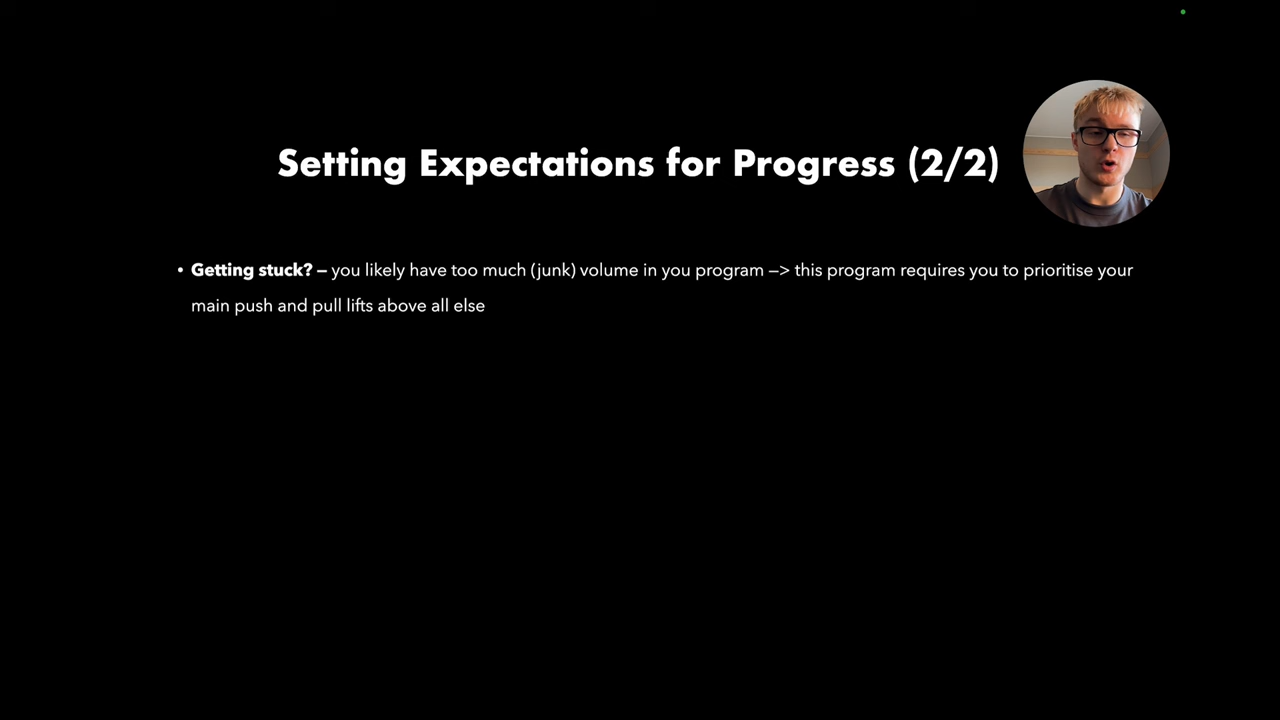 Setting Expectations for Progress (2/2)
• Getting stuck? – you likely have too much (junk) volume in you program —> this program requires you to prioritise your
main push and pull lifts above all else